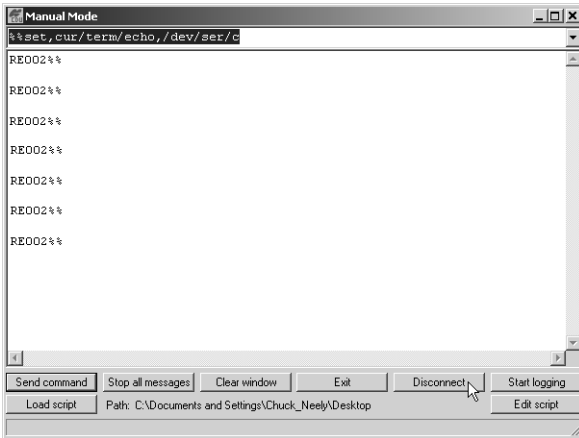 Manual Mode
%%set,cur/term/echo,/dev/ser/c
RE002%%
RE002%%
RE002%%
RE002%%
RE002%%
RE002%%
RE002%%
Send command Stop all messages Clear window Exit Disconnect Start logging
Load script Path: C:\Documents and Settings\Chuck_Neely\Desktop Edit script